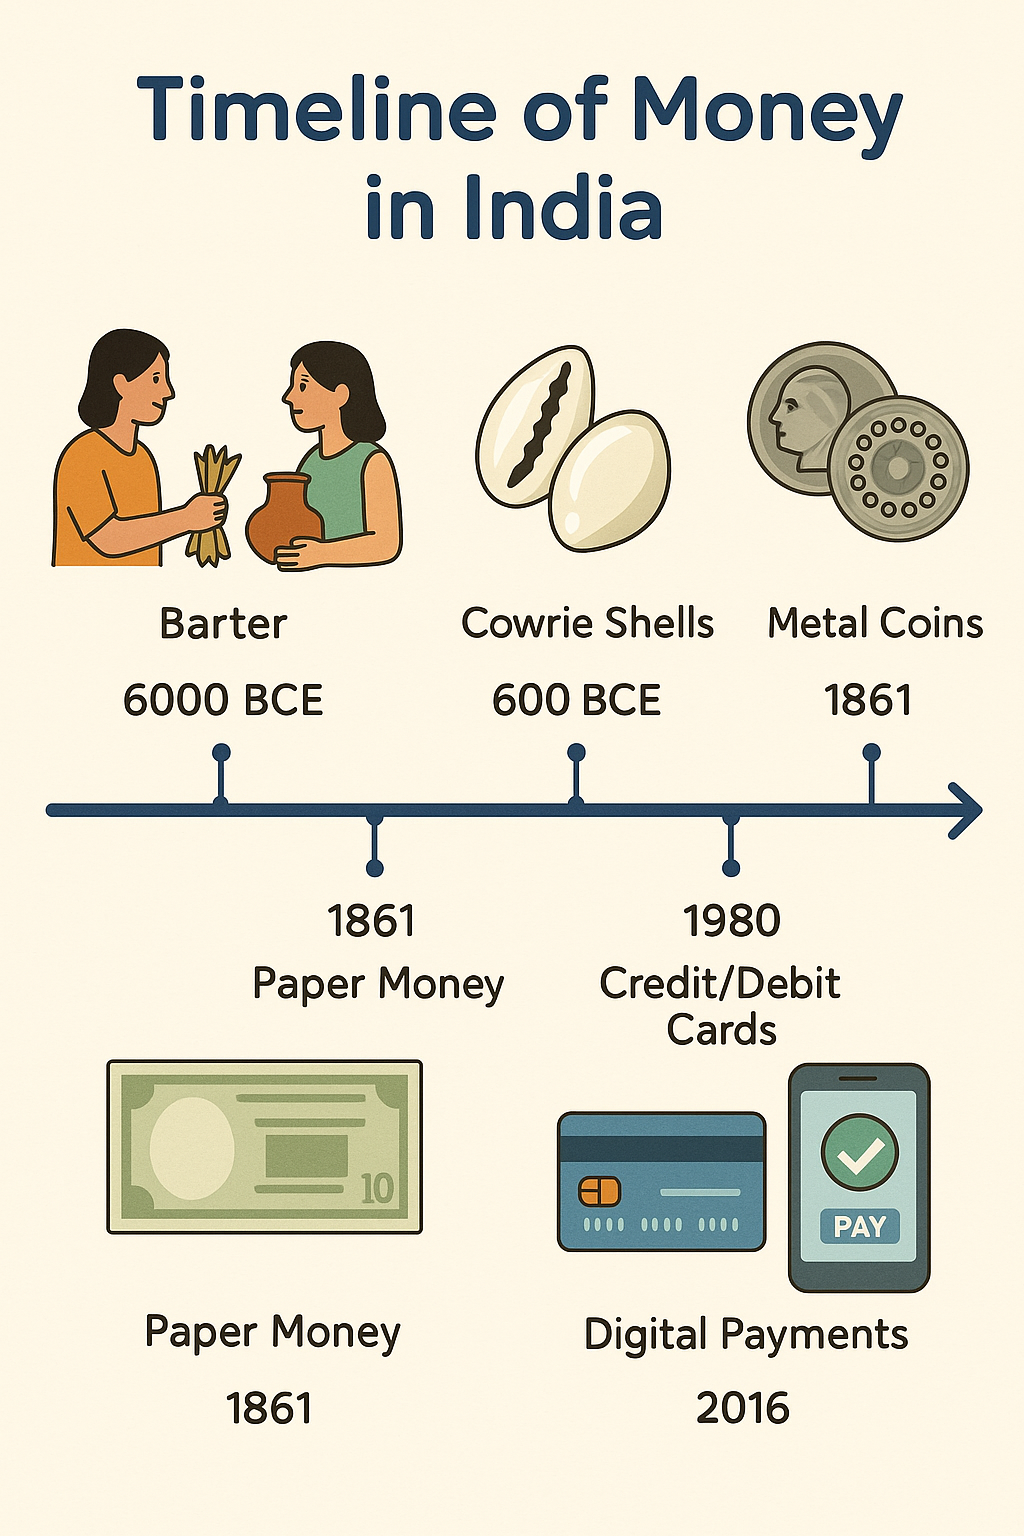 Timeline of Money
in India
Barter
Cowrie Shells
Metal Coins
6000 BCE
600 BCE
1861
1861
1980
Paper Money
Credit/Debit
Cards
10
PAY
Paper Money
Digital Payments
1861
2016